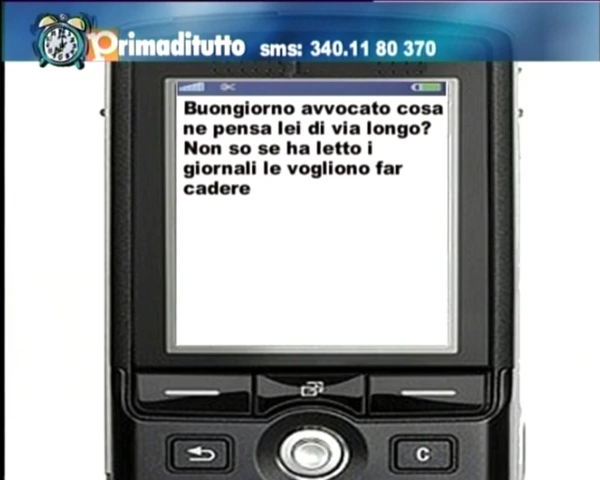 Primaditutto sms: 340.11 80 370
Buongiorno avvocato cosa
ne pensa lei di via longo?
Non so se ha letto i
giornali le vogliono far
cadere
C